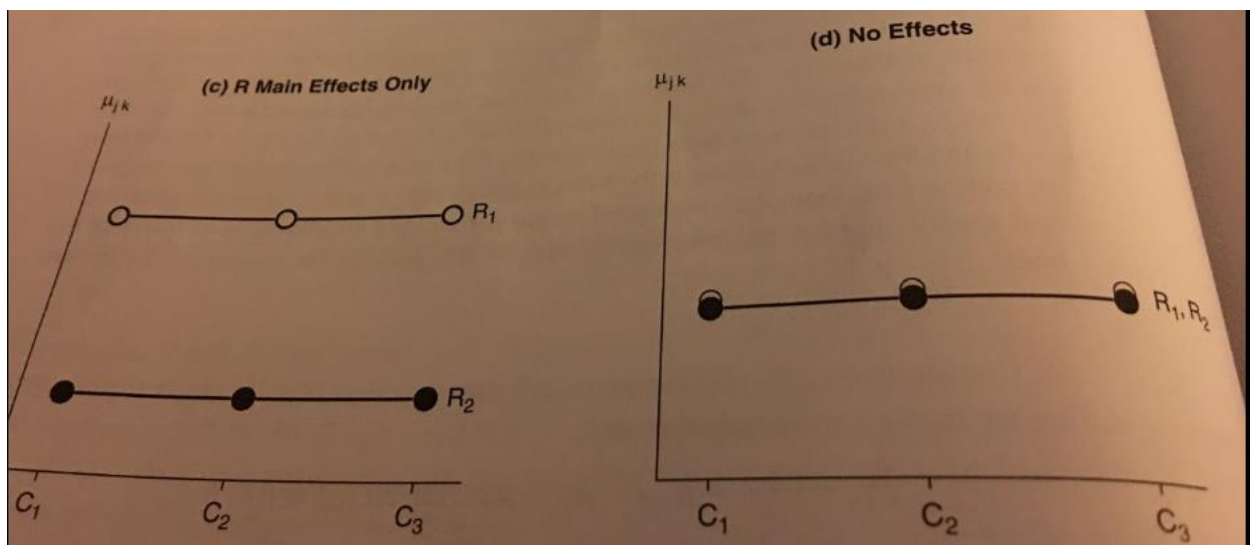 (c) R Main Effects Only
μjk
R₁
R₂
C₁ C₂ C₃
(d) No Effects
μjk
R₁, R₂
C₁ C₂ C₃